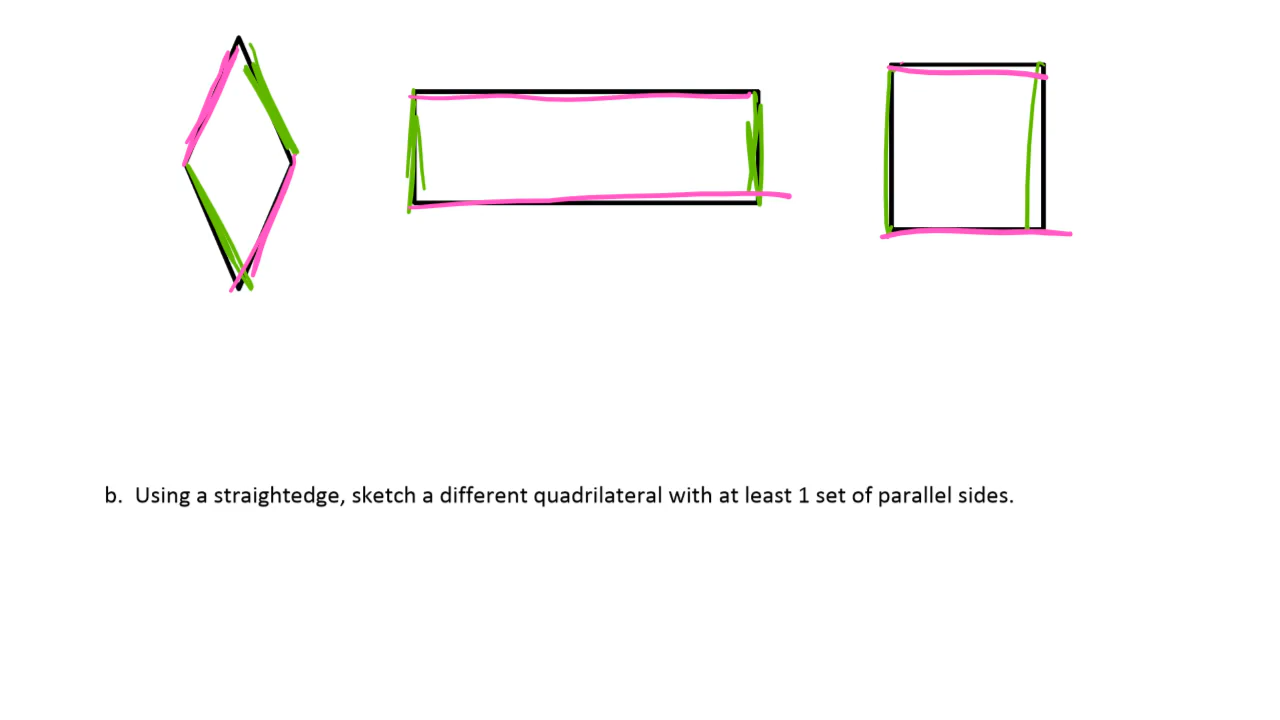 b. Using a straightedge, sketch a different quadrilateral with at least 1 set of parallel sides.